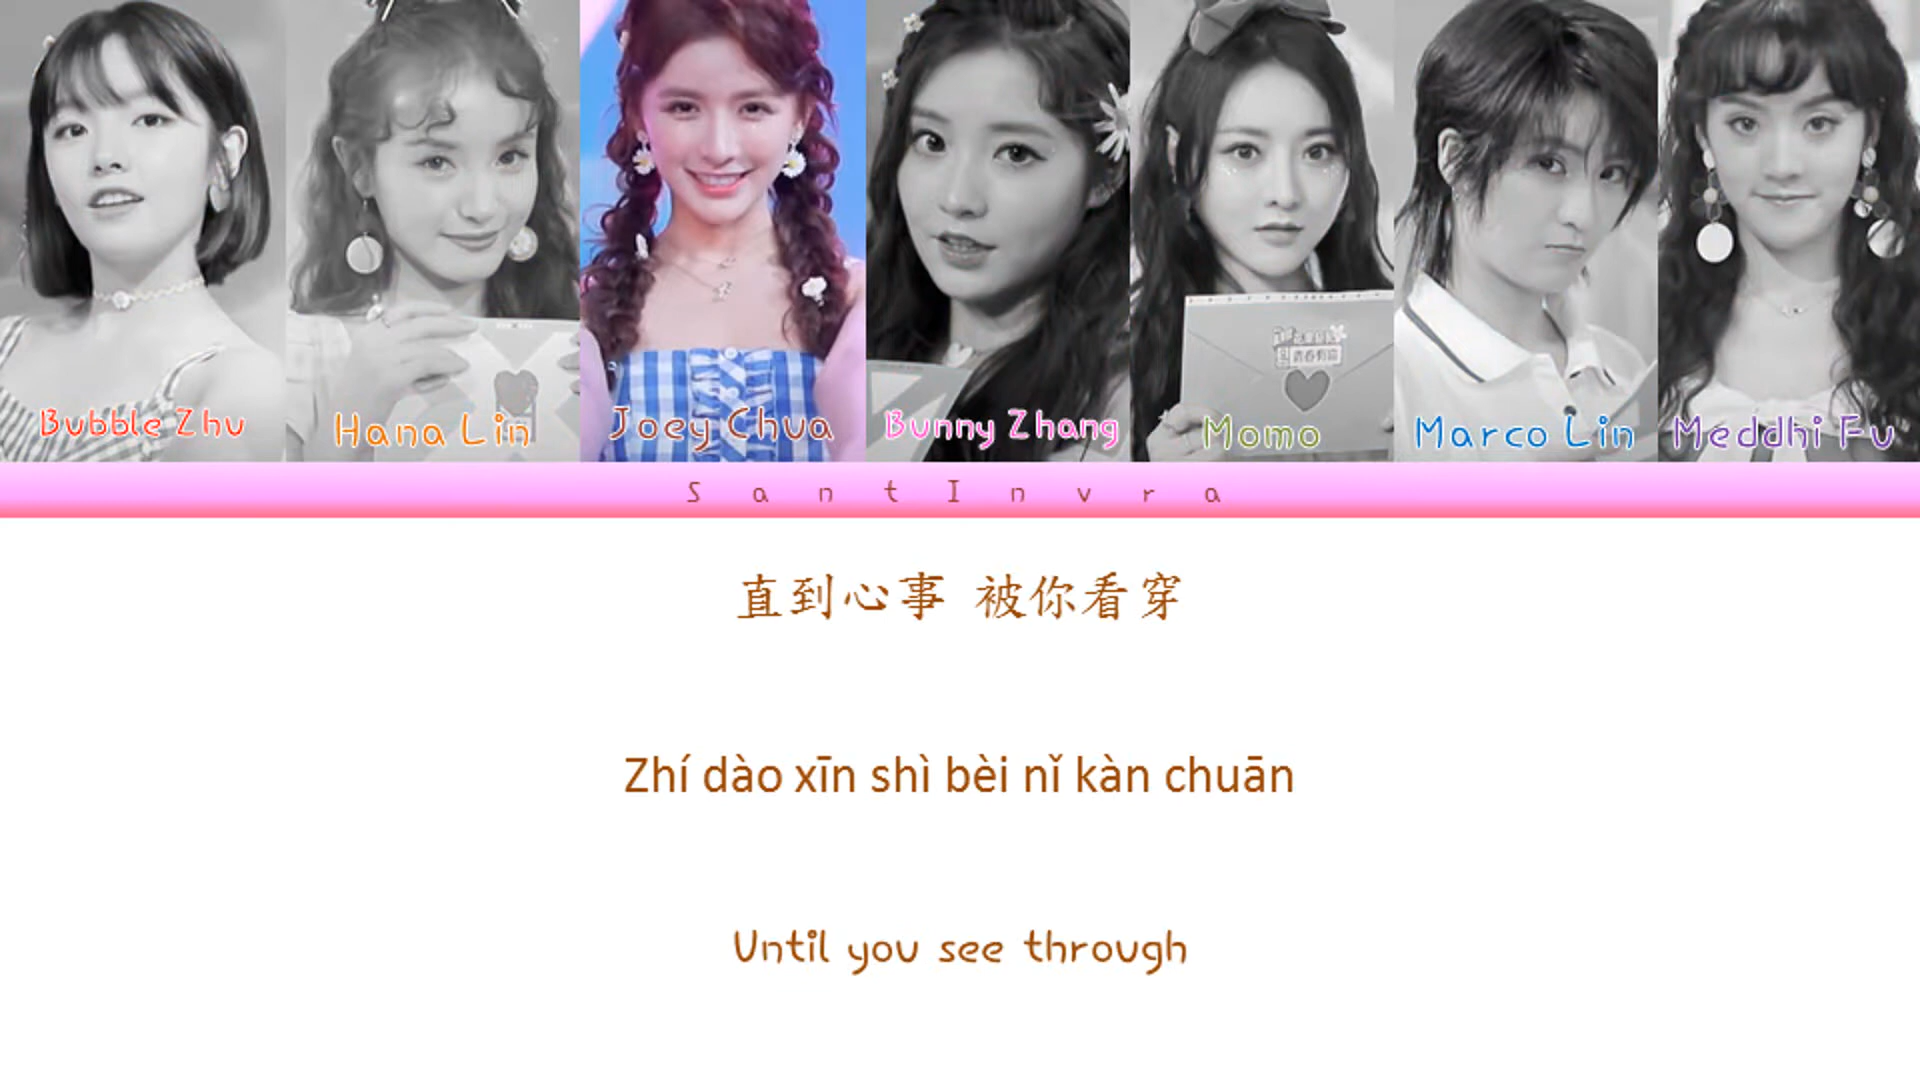 Bubble Zhu
Hana Lin
Joey Chua
Bunny Zhang
Momo
Marco Lin
Meddhi Fu
SantInvra
直到心事 被你看穿
Zhí dào xīn shì bèi nǐ kàn chuān
Until you see through